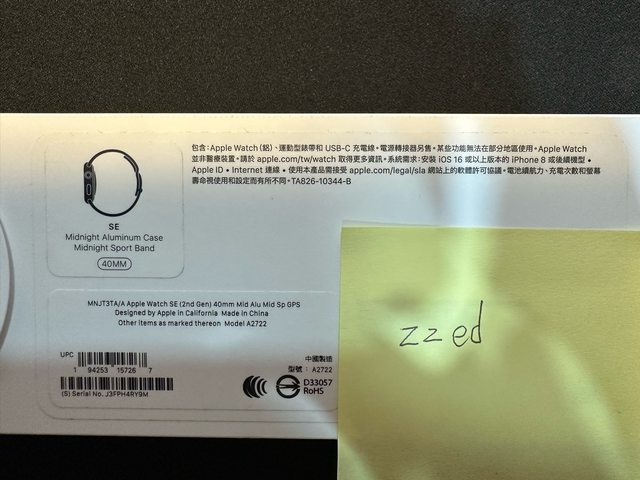 包含:Apple Watch (鋁)、運動型錶帶和 USB-C 充電線。電源轉接器另售。某些功能無法在部分地區使用。Apple Watch
並非醫療裝置。請於 apple.com/tw/watch 取得更多資訊。系統需求:安裝 iOS 16 或以上版本的 iPhone 8 或後續機型•
Apple ID • Internet 連線 • 使用本產品需接受 apple.com/legal/sla 網站上的軟體許可協議。電池續航力、充電次數和螢幕
壽命視使用和設定而有所不同。TA826-10344-B
SE
Midnight Aluminum Case
Midnight Sport Band
40MM
MNJT3TA/A Apple Watch SE (2nd Gen) 40mm Mid Alu Mid Sp GPS
Designed by Apple in California Made in China
Other items as marked thereon Model A2722
UPC
1 94253 15726 7
(S) Serial No. J3FPH4RY9M
中國製造
型號: A2722
D33057
RoHS
zzed